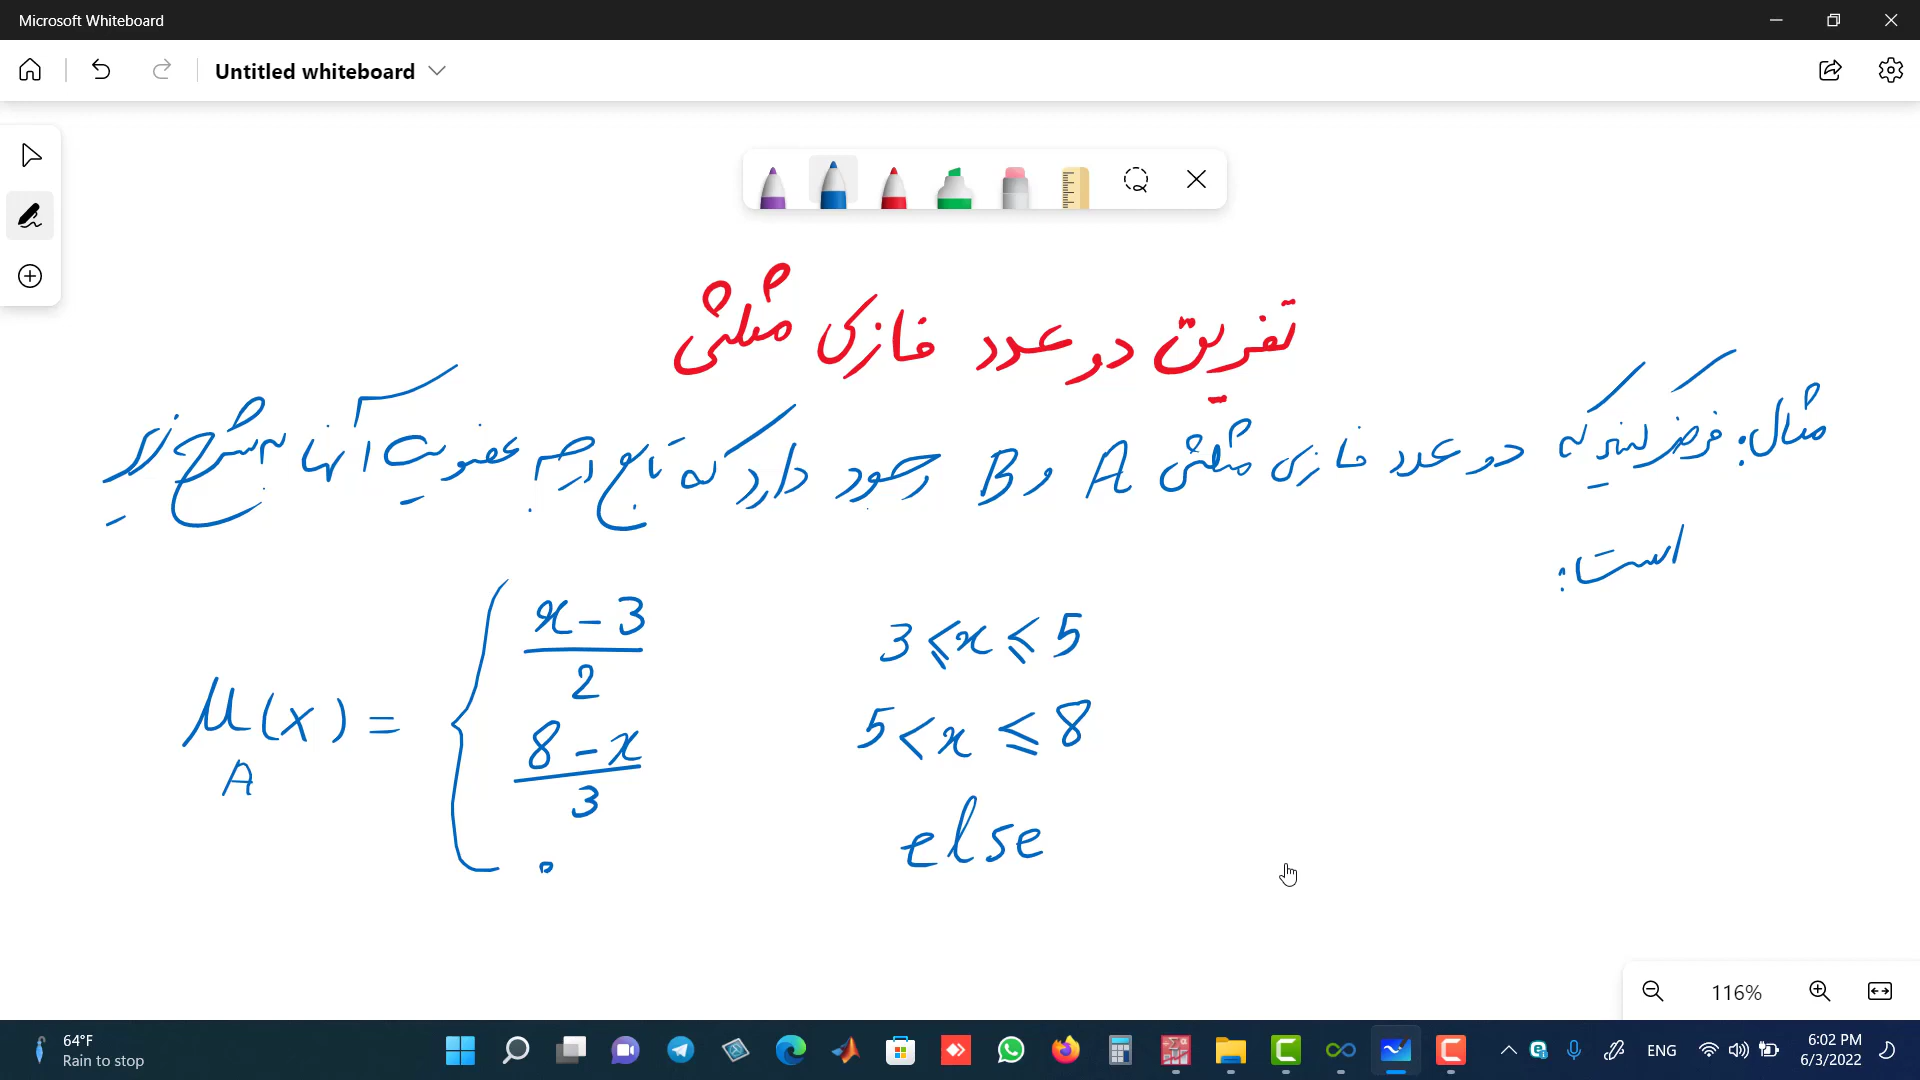 Microsoft Whiteboard
Untitled whiteboard
تفریق دو عدد فازی مثلثی
مثال: فرض کنید که دو عدد فازی مثلثی A و B وجود دارد که تابع درجه عضویت آنها به شرح زیر
است:
μ_A(x) = {
(x-3)/2    3 ≤ x ≤ 5
(8-x)/3    5 < x ≤ 8
0    else
116%
64°F
Rain to stop
ENG
6:02 PM
6/3/2022